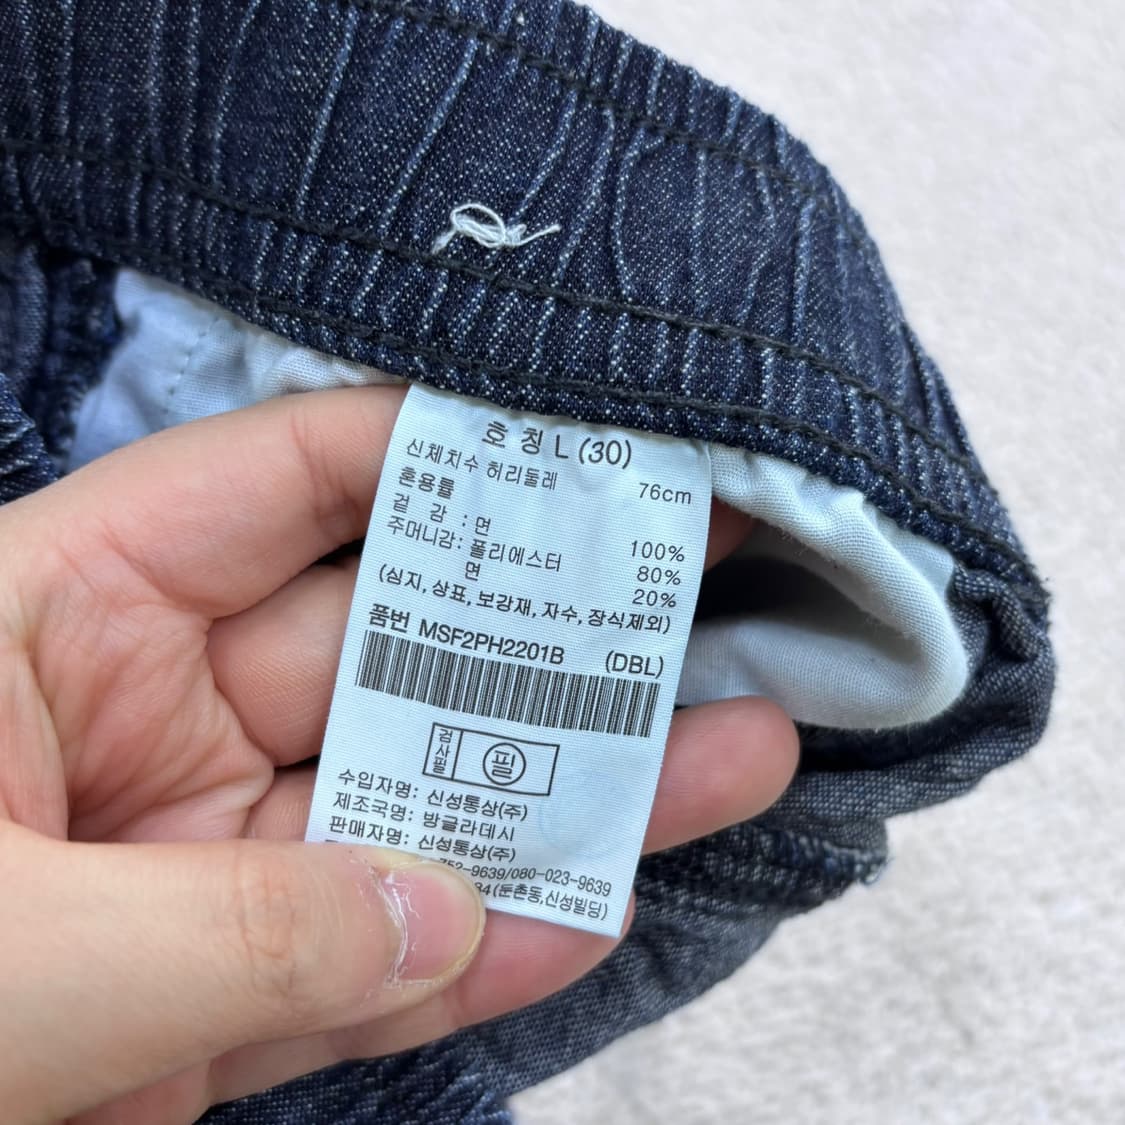 호 칭 L (30)
신체치수 허리둘레 76cm
혼용률
겉 감 : 면 100%
주머니감: 폴리에스터 80%
면 20%
(심지, 상표, 보강재, 자수, 장식제외)
품번 MSF2PH2201B (DBL)
검사필 필
수입자명: 신성통상(주)
제조국명: 방글라데시
판매자명: 신성통상(주)
752-9639/080-023-9639
(둔촌동,신성빌딩)